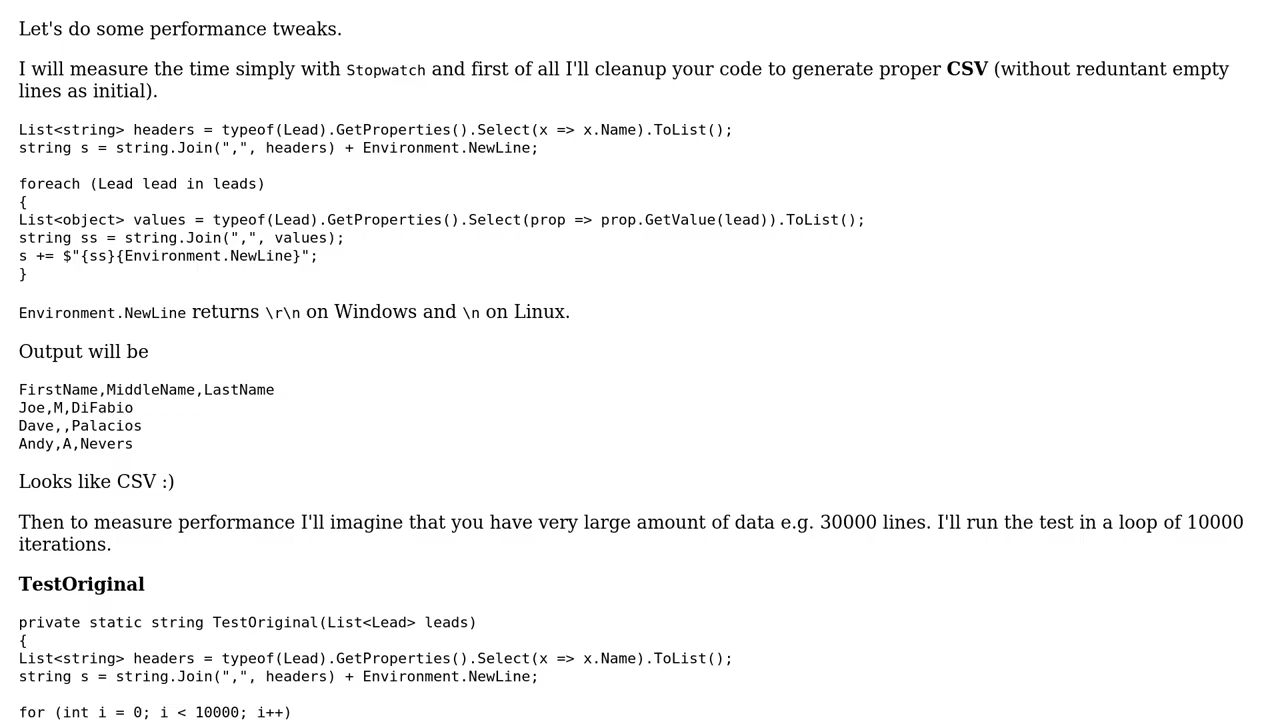 Let's do some performance tweaks.
I will measure the time simply with Stopwatch and first of all I'll cleanup your code to generate proper CSV (without reduntant empty
lines as initial).
List<string> headers = typeof(Lead).GetProperties().Select(x => x.Name).ToList();
string s = string.Join(",", headers) + Environment.NewLine;
foreach (Lead lead in leads)
{
List<object> values = typeof(Lead).GetProperties().Select(prop => prop.GetValue(lead)).ToList();
string ss = string.Join(",", values);
s += $"{ss}{Environment.NewLine}";
}
Environment.NewLine returns \r\n on Windows and \n on Linux.
Output will be
FirstName,MiddleName,LastName
Joe,M,DiFabio
Dave,,Palacios
Andy,A,Nevers
Looks like CSV :)
Then to measure performance I'll imagine that you have very large amount of data e.g. 30000 lines. I'll run the test in a loop of 10000
iterations.
TestOriginal
private static string TestOriginal(List<Lead> leads)
{
List<string> headers = typeof(Lead).GetProperties().Select(x => x.Name).ToList();
string s = string.Join(",", headers) + Environment.NewLine;
for (int i = 0; i < 10000; i++)